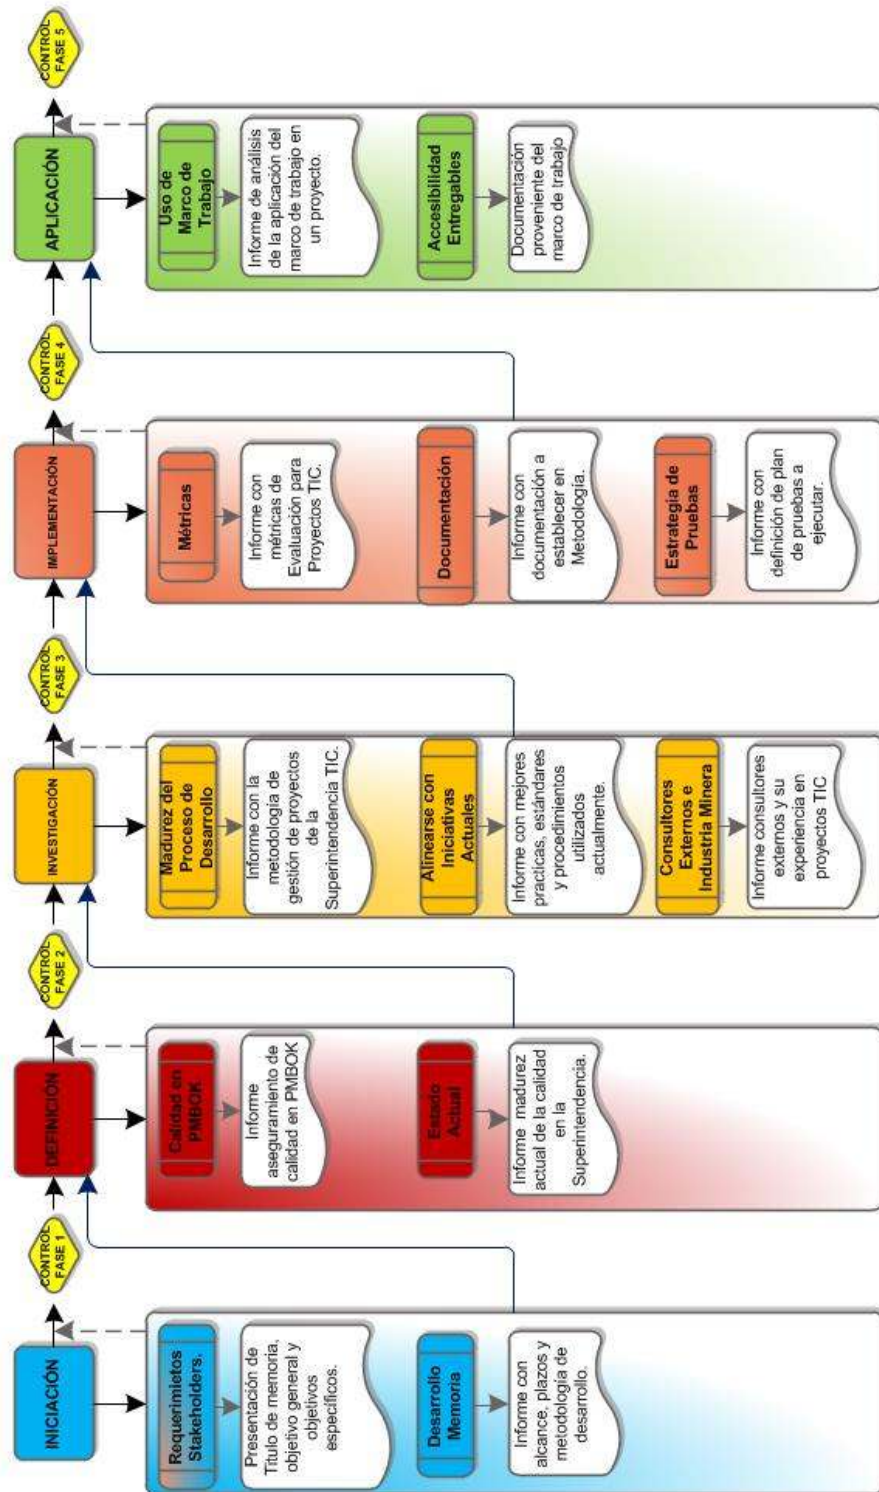 INICIACIÓN
CONTROL
FASE 1
DEFINICIÓN
CONTROL
FASE 2
INVESTIGACIÓN
CONTROL
FASE 3
IMPLEMENTACIÓN
CONTROL
FASE 4
APLICACIÓN
CONTROL
FASE 5
Requerimietos
Stakeholders.
Presentación de
Titulo de memoria,
objetivo general y
objetivos
específicos.
Desarrollo
Memoria
Informe con
alcance, plazos y
metodología de
desarrollo.
Calidad en
PMBOK
Informe
aseguramiento de
calidad en PMBOK
Estado
Actual
Informe madurez
actual de la calidad
en la
Superintendencia.
Madurez del
Proceso de
Desarrollo
Informe con la
metodología de
gestión de proyectos
de la
Superintendencia TIC.
Alinearse con
Iniciativas
Actuales
Informe con mejores
practicas, estándares
y procedimientos
utilizados
actualmente.
Consultores
Externos e
Industria Minera
Informe consultores
externos y su
experiencia en
proyectos TIC
Métricas
Informe con
métricas de
Evaluación para
Proyectos TIC.
Documentación
Informe con
documentación a
establecer en
Metodología.
Estrategia de
Pruebas
Informe con
definición de plan
de pruebas a
ejecutar.
Uso de
Marco de
Trabajo
Informe de análisis
de la aplicación del
marco de trabajo en
un proyecto.
Accesibilidad
Entregables
Documentación
proveniente del
marco de trabajo